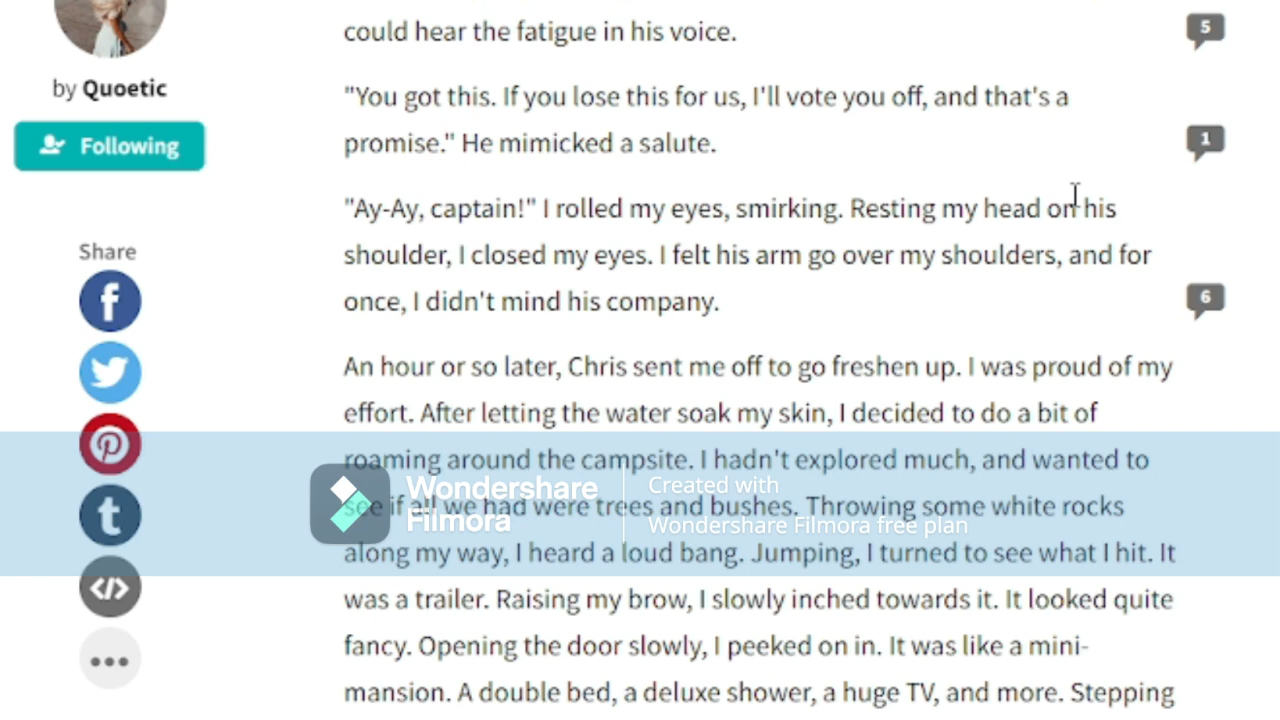 could hear the fatigue in his voice.
5
by Quoetic
"You got this. If you lose this for us, I'll vote you off, and that's a
promise." He mimicked a salute.
1
Following
"Ay-Ay, captain!" I rolled my eyes, smirking. Resting my head on his
shoulder, I closed my eyes. I felt his arm go over my shoulders, and for
once, I didn't mind his company.
6
Share
An hour or so later, Chris sent me off to go freshen up. I was proud of my
effort. After letting the water soak my skin, I decided to do a bit of
roaming around the campsite. I hadn't explored much, and wanted to
see if all we had were trees and bushes. Throwing some white rocks
along my way, I heard a loud bang. Jumping, I turned to see what I hit. It
was a trailer. Raising my brow, I slowly inched towards it. It looked quite
fancy. Opening the door slowly, I peeked on in. It was like a mini-
mansion. A double bed, a deluxe shower, a huge TV, and more. Stepping
Wondershare
Filmora
Created with
Wondershare Filmora free plan